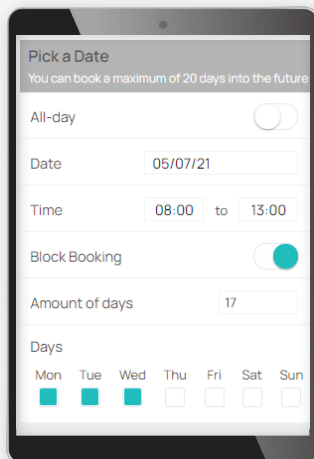 Pick a Date
You can book a maximum of 20 days into the future
All-day
Date 05/07/21
Time 08:00 to 13:00
Block Booking
Amount of days 17
Days
Mon Tue Wed Thu Fri Sat Sun